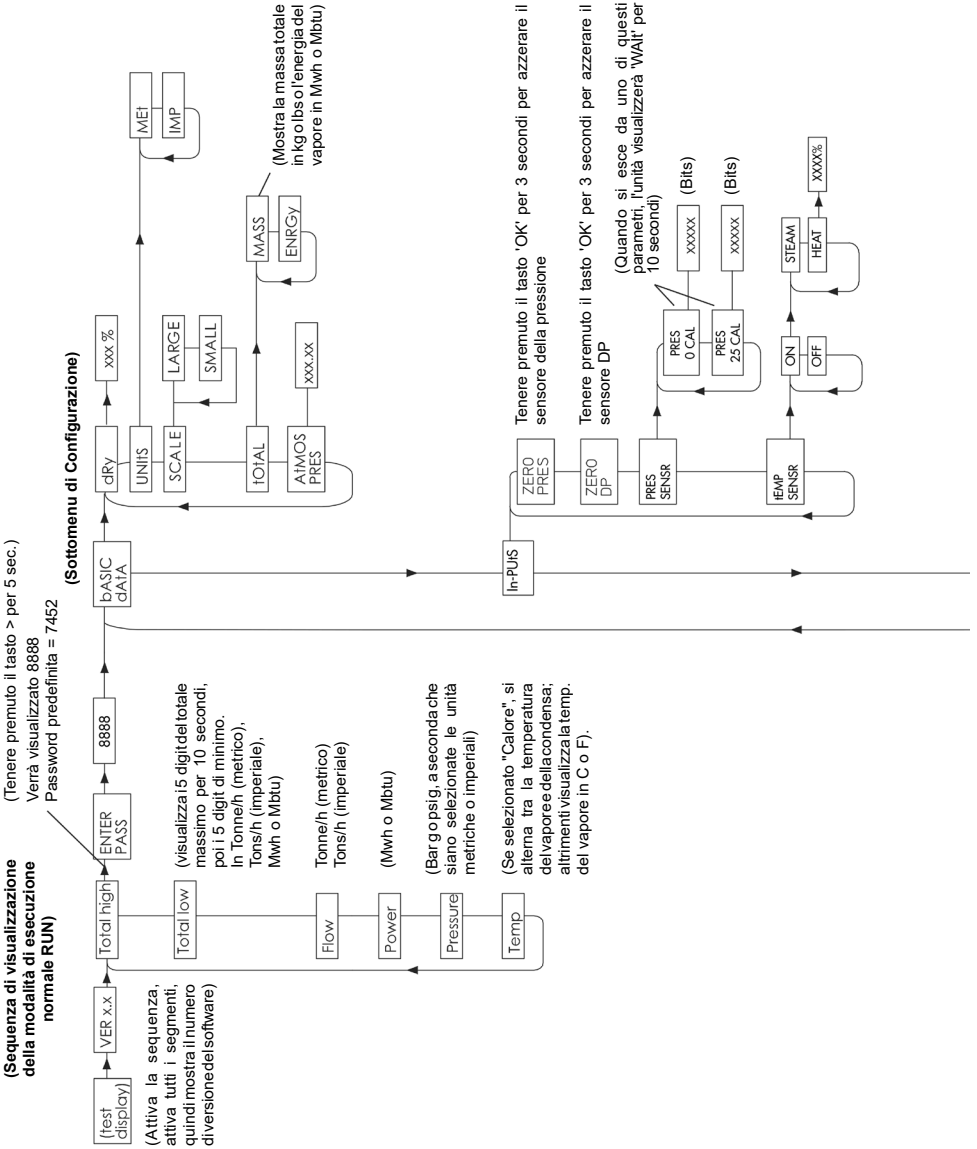 (Sequenza di visualizzazione
della modalità di esecuzione
normale RUN)
(Tenere premuto il tasto > per 5 sec.)
Verrà visualizzato 8888
Password predefinita = 7452
(test
display)
VER x.x
Total high
ENTER
PASS
8888
(Attiva la sequenza,
attiva tutti i segmenti,
quindi mostra il numero
di versione del software)
Total low
(visualizza i 5 digit del totale
massimo per 10 secondi,
poi i 5 digit di minimo.
In Tonne/h (metrico),
Tons/h (imperiale),
Mwh o Mbtu)
Flow
Tonne/h (metrico)
Tons/h (imperiale)
Power
(Mwh o Mbtu)
Pressure
(Bar g o psig, a seconda che
siano selezionate le unità
metriche o imperiali)
Temp
(Se selezionato "Calore", si
alterna tra la temperatura
del vapore e della condensa;
altrimenti visualizza la temp.
del vapore in C o F).
(Sottomenu di Configurazione)
bASIC
dAtA
dRy
xxx %
UNItS
MEt
IMP
SCALE
LARGE
SMALL
tOtAL
MASS
ENRGy
(Mostra la massa totale
in kg o lbs o l'energia del
vapore in Mwh o Mbtu)
AtMOS
PRES
xxx.xx
In-PUtS
ZERO
PRES
Tenere premuto il tasto 'OK' per 3 secondi per azzerare il
sensore della pressione
ZERO
DP
Tenere premuto il tasto 'OK' per 3 secondi per azzerare il
sensore DP
PRES
SENSR
PRES
0 CAL
xxxxx
(Bits)
PRES
25 CAL
xxxxx
(Bits)
(Quando si esce da uno di questi
parametri, l'unità visualizzerà 'WAIt' per
10 secondi)
tEMP
SENSR
ON
OFF
STEAM
HEAT
xxxx%